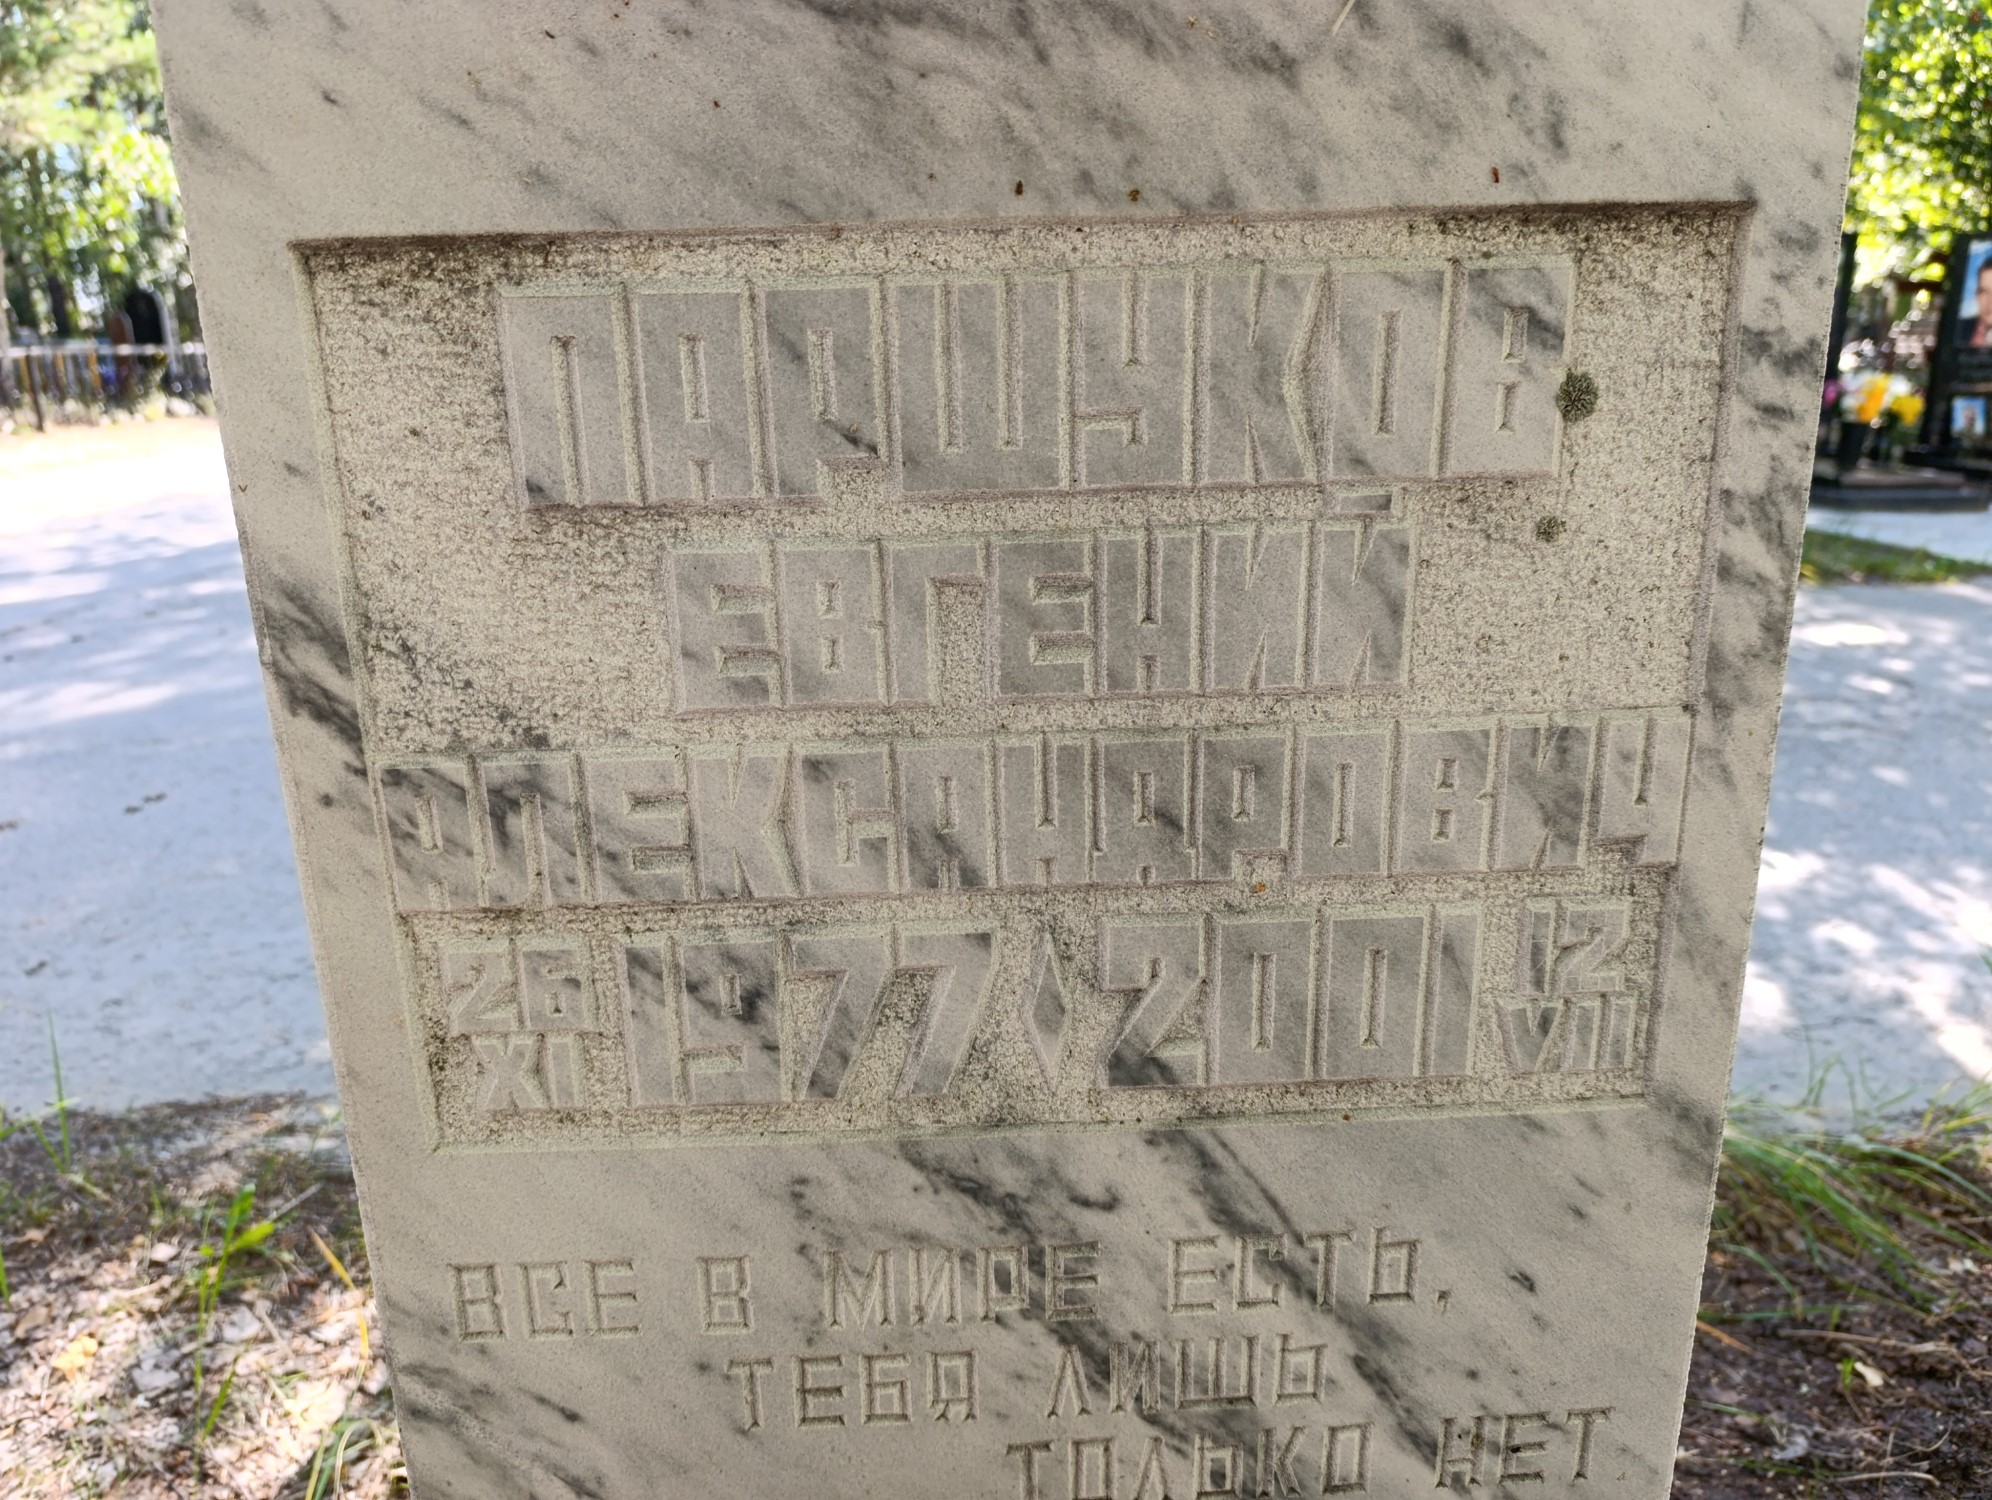 ПАРШУКОВ
ЕВГЕНИЙ
АЛЕКСАНДРОВИЧ
26 1977 ◊ 2001 12
XI VII
ВСЕ В МИРЕ ЕСТЬ,
ТЕБЯ ЛИШЬ
ТОЛЬКО НЕТ.